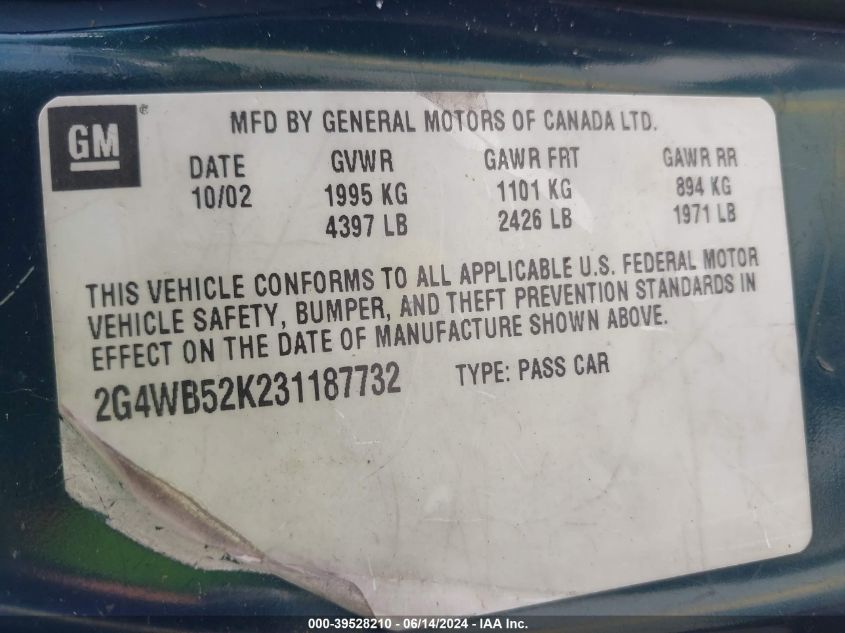 GM ®
MFD BY GENERAL MOTORS OF CANADA LTD.
DATE GVWR GAWR FRT GAWR RR
10/02 1995 KG 1101 KG 894 KG
4397 LB 2426 LB 1971 LB
THIS VEHICLE CONFORMS TO ALL APPLICABLE U.S. FEDERAL MOTOR
VEHICLE SAFETY, BUMPER, AND THEFT PREVENTION STANDARDS IN
EFFECT ON THE DATE OF MANUFACTURE SHOWN ABOVE.
2G4WB52K231187732 TYPE: PASS CAR
000-39528210 - 06/14/2024 - IAA Inc.